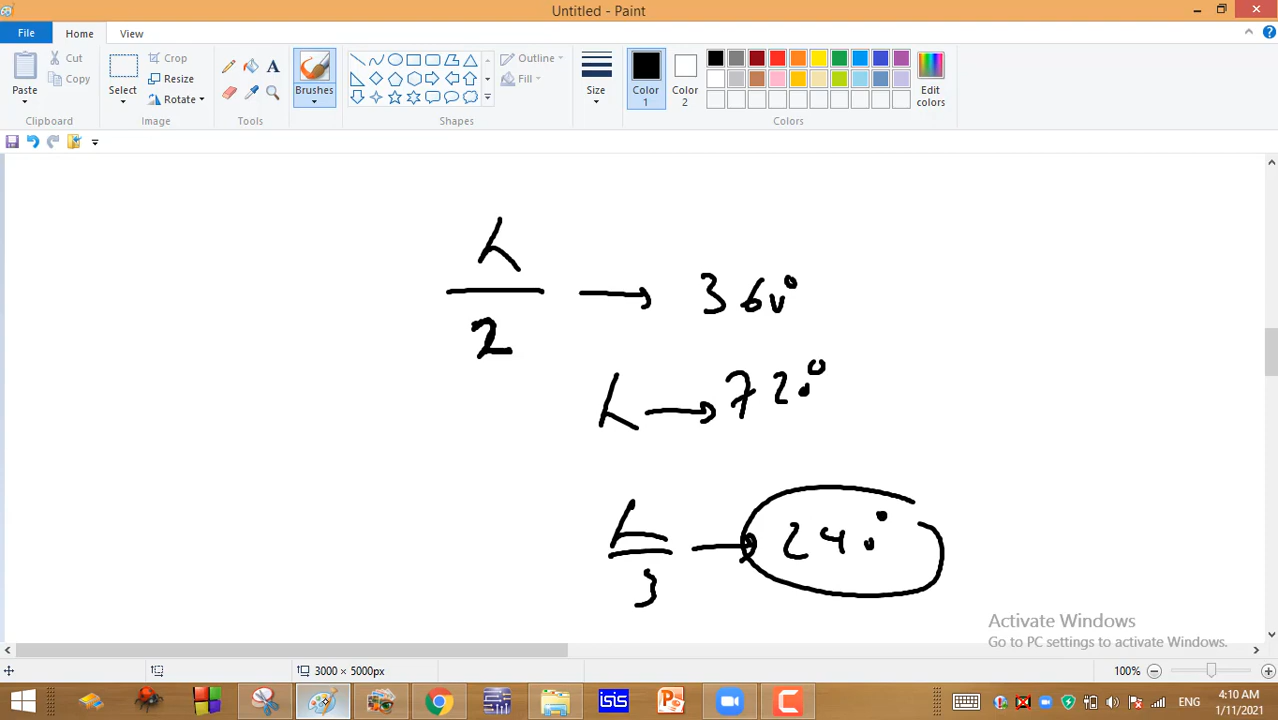 Untitled - Paint
File Home View
Paste
Cut
Copy
Clipboard
Select
Crop
Resize
Rotate
Image
Tools
Brushes
Shapes
Outline
Fill
Size
Color 1
Color 2
Edit colors
Colors
L
2
→ 360°
L → 720°
L
3
→ 240°
Activate Windows
Go to PC settings to activate Windows.
3000 × 5000px
100%
isis
ENG
4:10 AM
1/11/2021